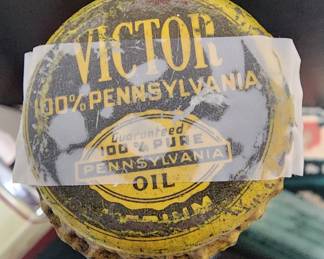 VICTOR
100% PENNSYLVANIA
Guaranteed
100% PURE
PENNSYLVANIA
OIL